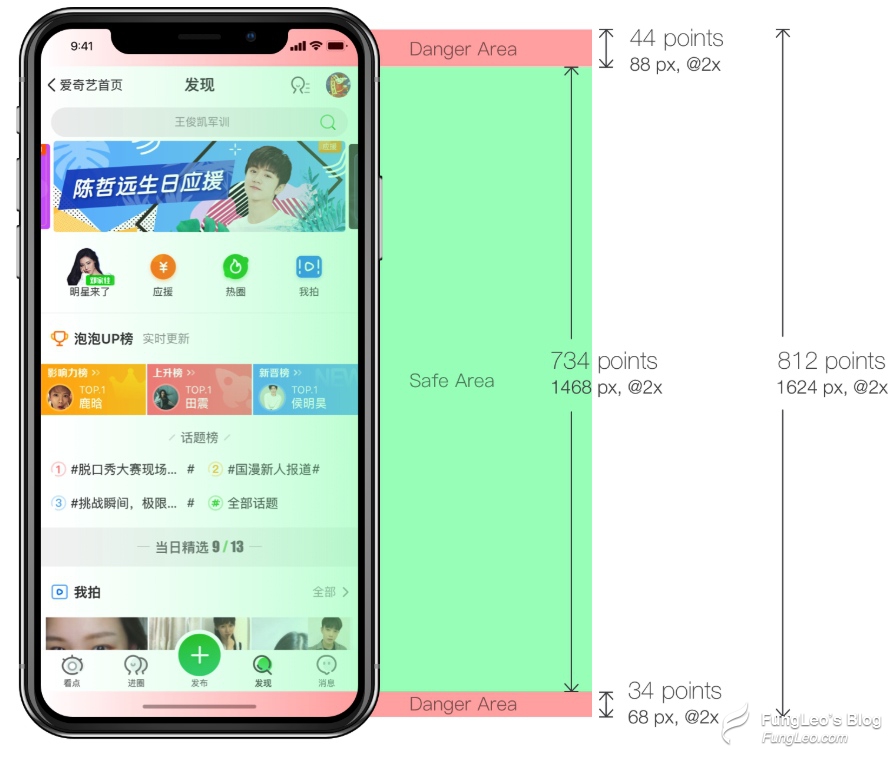 9:41
爱奇艺首页 发现
王俊凯军训
陈哲远生日应援
明星来了 应援 热圈 我拍
泡泡UP榜 实时更新
影响力榜 >> 上升榜 >> 新晋榜 >>
TOP.1 TOP.1 TOP.1
鹿晗 田震 侯明昊
NEW
话题榜
1 #脱口秀大赛现场... # 2 #国漫新人报道#
3 #挑战瞬间，极限... # # 全部话题
当日精选 9 / 13
我拍 全部
看点 进圈 发布 发现 消息
Danger Area
44 points
88 px, @2x
Safe Area
734 points
1468 px, @2x
812 points
1624 px, @2x
Danger Area
34 points
68 px, @2x
FungLeo's Blog
FungLeo.com